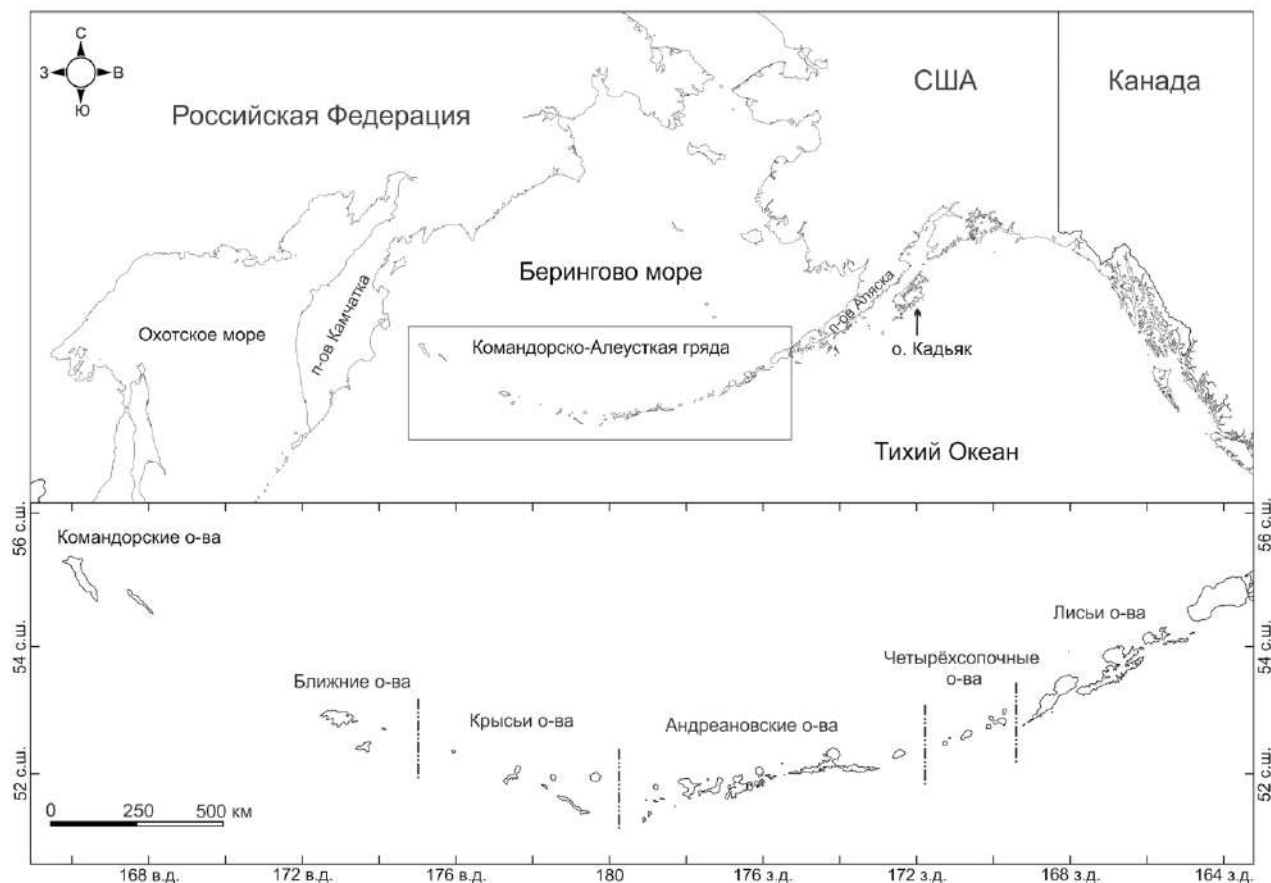 С
З В
Ю
Российская Федерация
США
Канада
Берингово море
Охотское море
п-ов Камчатка
п-ов Аляска
о. Кадьяк
Командорско-Алеусткая гряда
Тихий Океан
56 с.ш.
54 с.ш.
52 с.ш.
56 с.ш.
54 с.ш.
52 с.ш.
Командорские о-ва
Ближние о-ва
Крысьи о-ва
Андреановские о-ва
Четырёхсопочные
о-ва
Лисьи о-ва
0 250 500 км
168 в.д. 172 в.д. 176 в.д. 180 176 з.д. 172 з.д. 168 з.д. 164 з.д.